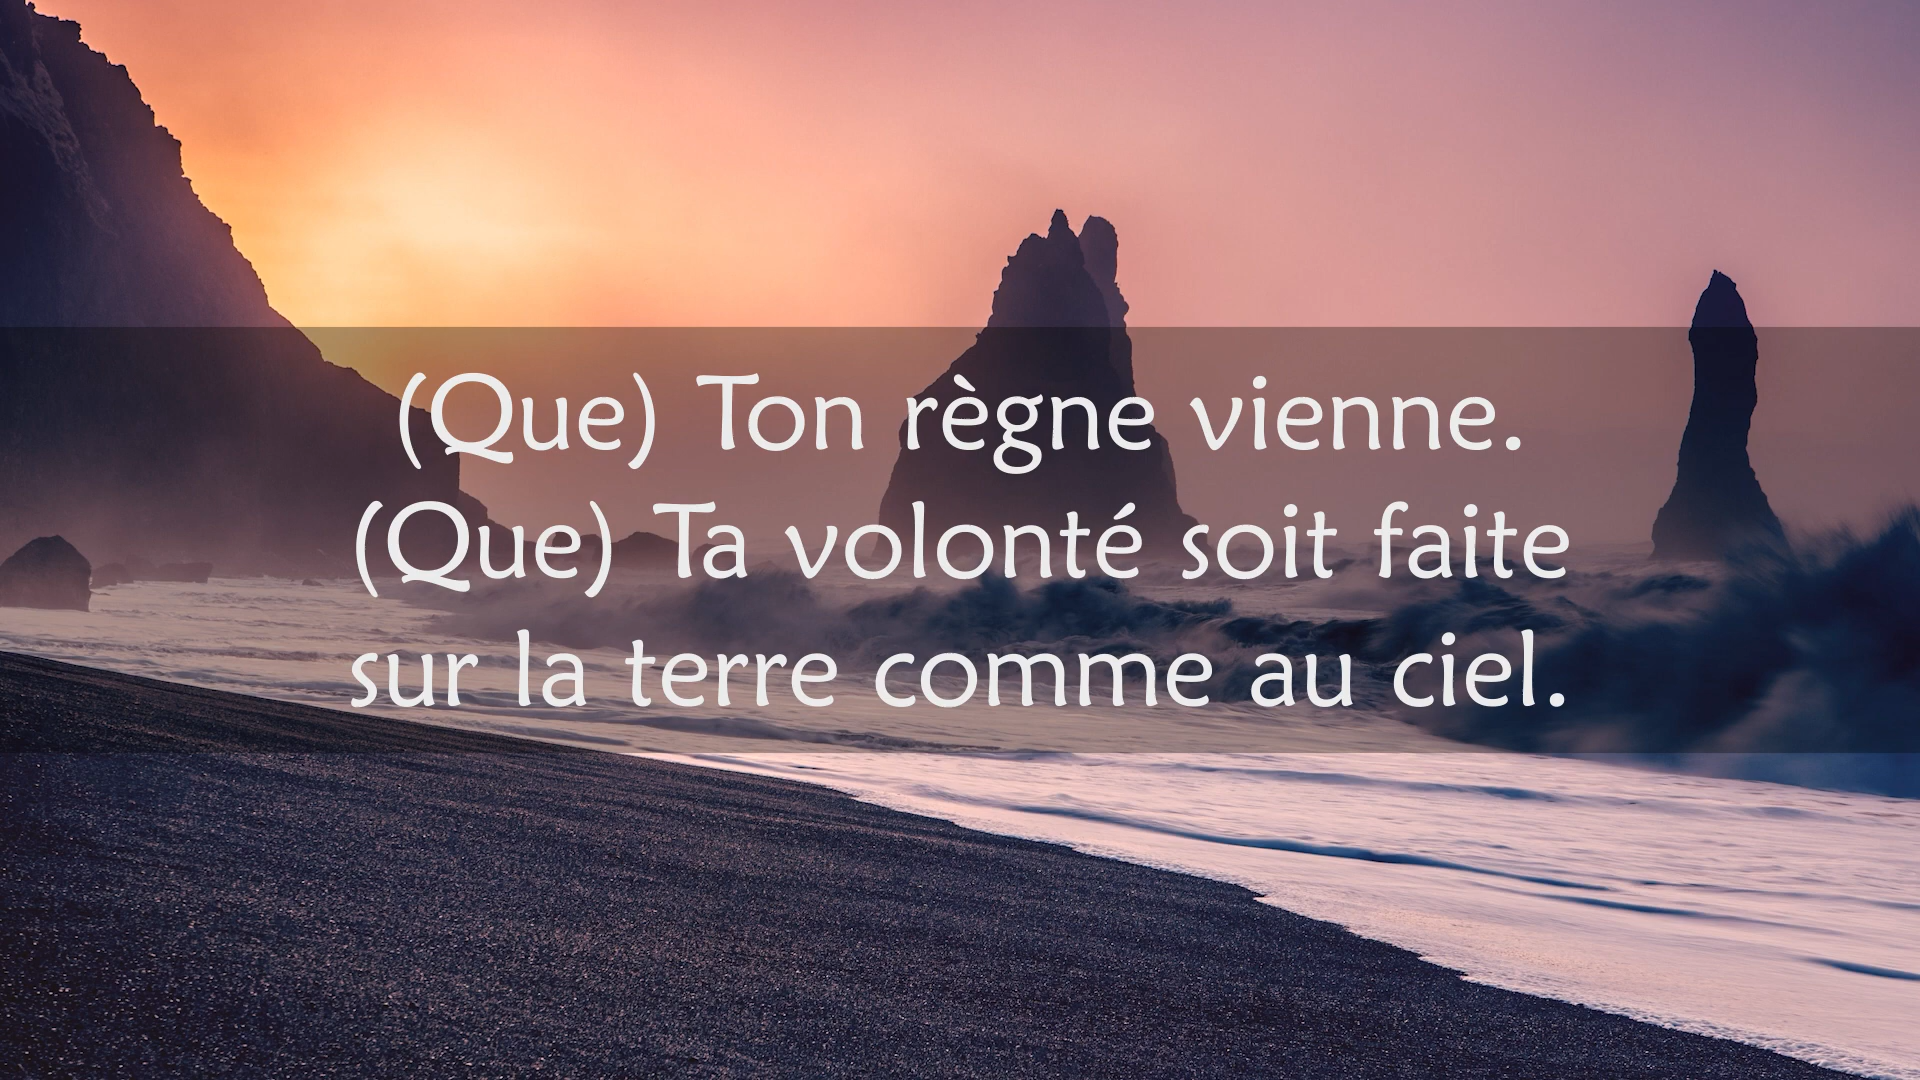 (Que) Ton règne vienne.
(Que) Ta volonté soit faite
sur la terre comme au ciel.